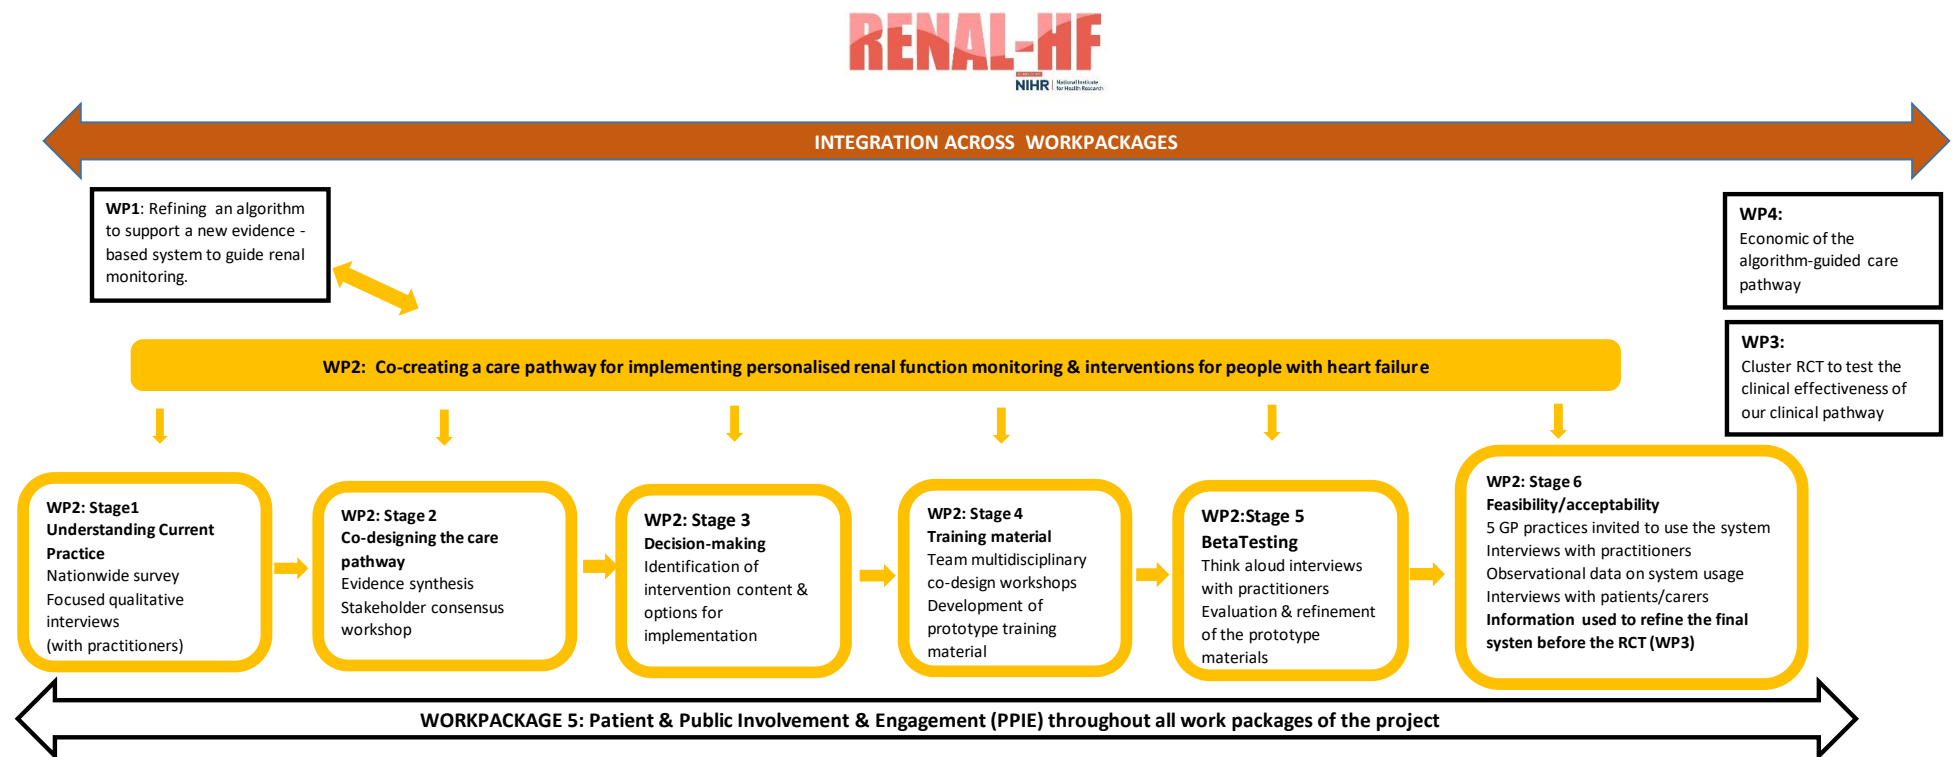 RENAL-HF
NIHR | National Institute
for Health Research
INTEGRATION ACROSS WORKPACKAGES
WP1: Refining an algorithm
to support a new evidence -
based system to guide renal
monitoring.
WP4:
Economic of the
algorithm-guided care
pathway
WP3:
Cluster RCT to test the
clinical effectiveness of
our clinical pathway
WP2: Co-creating a care pathway for implementing personalised renal function monitoring & interventions for people with heart failure
WP2: Stage1
Understanding Current
Practice
Nationwide survey
Focused qualitative
interviews
(with practitioners)
WP2: Stage 2
Co-designing the care
pathway
Evidence synthesis
Stakeholder consensus
workshop
WP2: Stage 3
Decision-making
Identification of
intervention content &
options for
implementation
WP2: Stage 4
Training material
Team multidisciplinary
co-design workshops
Development of
prototype training
material
WP2:Stage 5
BetaTesting
Think aloud interviews
with practitioners
Evaluation & refinement
of the prototype
materials
WP2: Stage 6
Feasibility/acceptability
5 GP practices invited to use the system
Interviews with practitioners
Observational data on system usage
Interviews with patients/carers
Information used to refine the final
systen before the RCT (WP3)
WORKPACKAGE 5: Patient & Public Involvement & Engagement (PPIE) throughout all work packages of the project